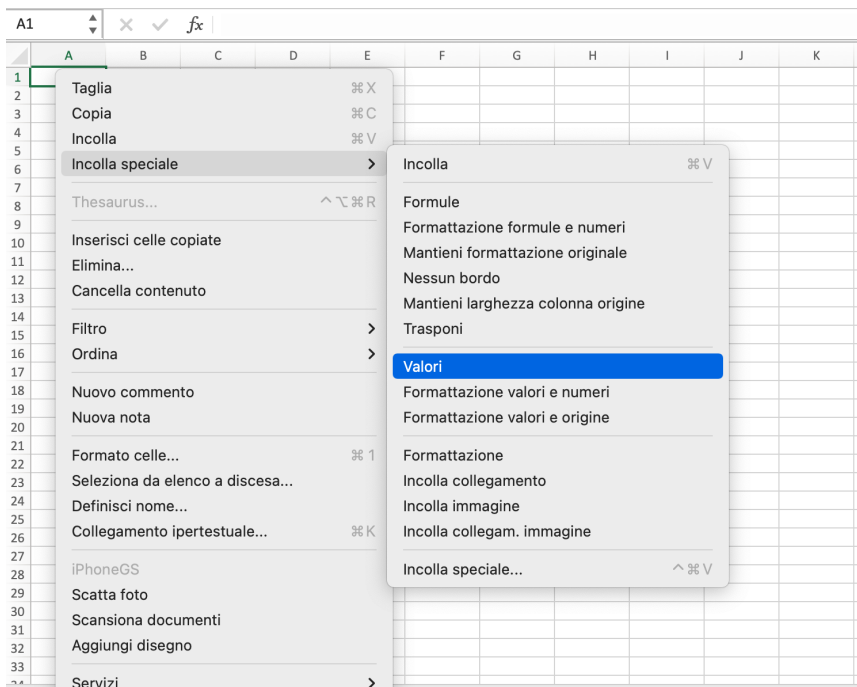 A1 fx
A B C D E F G H I J K
1
2
3
4
5
6
7
8
9
10
11
12
13
14
15
16
17
18
19
20
21
22
23
24
25
26
27
28
29
30
31
32
33
34
Taglia ⌘X
Copia ⌘C
Incolla ⌘V
Incolla speciale
Thesaurus... ^⌥⌘R
Inserisci celle copiate
Elimina...
Cancella contenuto
Filtro
Ordina
Nuovo commento
Nuova nota
Formato celle... ⌘1
Seleziona da elenco a discesa...
Definisci nome...
Collegamento ipertestuale... ⌘K
iPhoneGS
Scatta foto
Scansiona documenti
Aggiungi disegno
Servizi
Incolla ⌘V
Formule
Formattazione formule e numeri
Mantieni formattazione originale
Nessun bordo
Mantieni larghezza colonna origine
Trasponi
Valori
Formattazione valori e numeri
Formattazione valori e origine
Formattazione
Incolla collegamento
Incolla immagine
Incolla collegam. immagine
Incolla speciale... ^⌘V